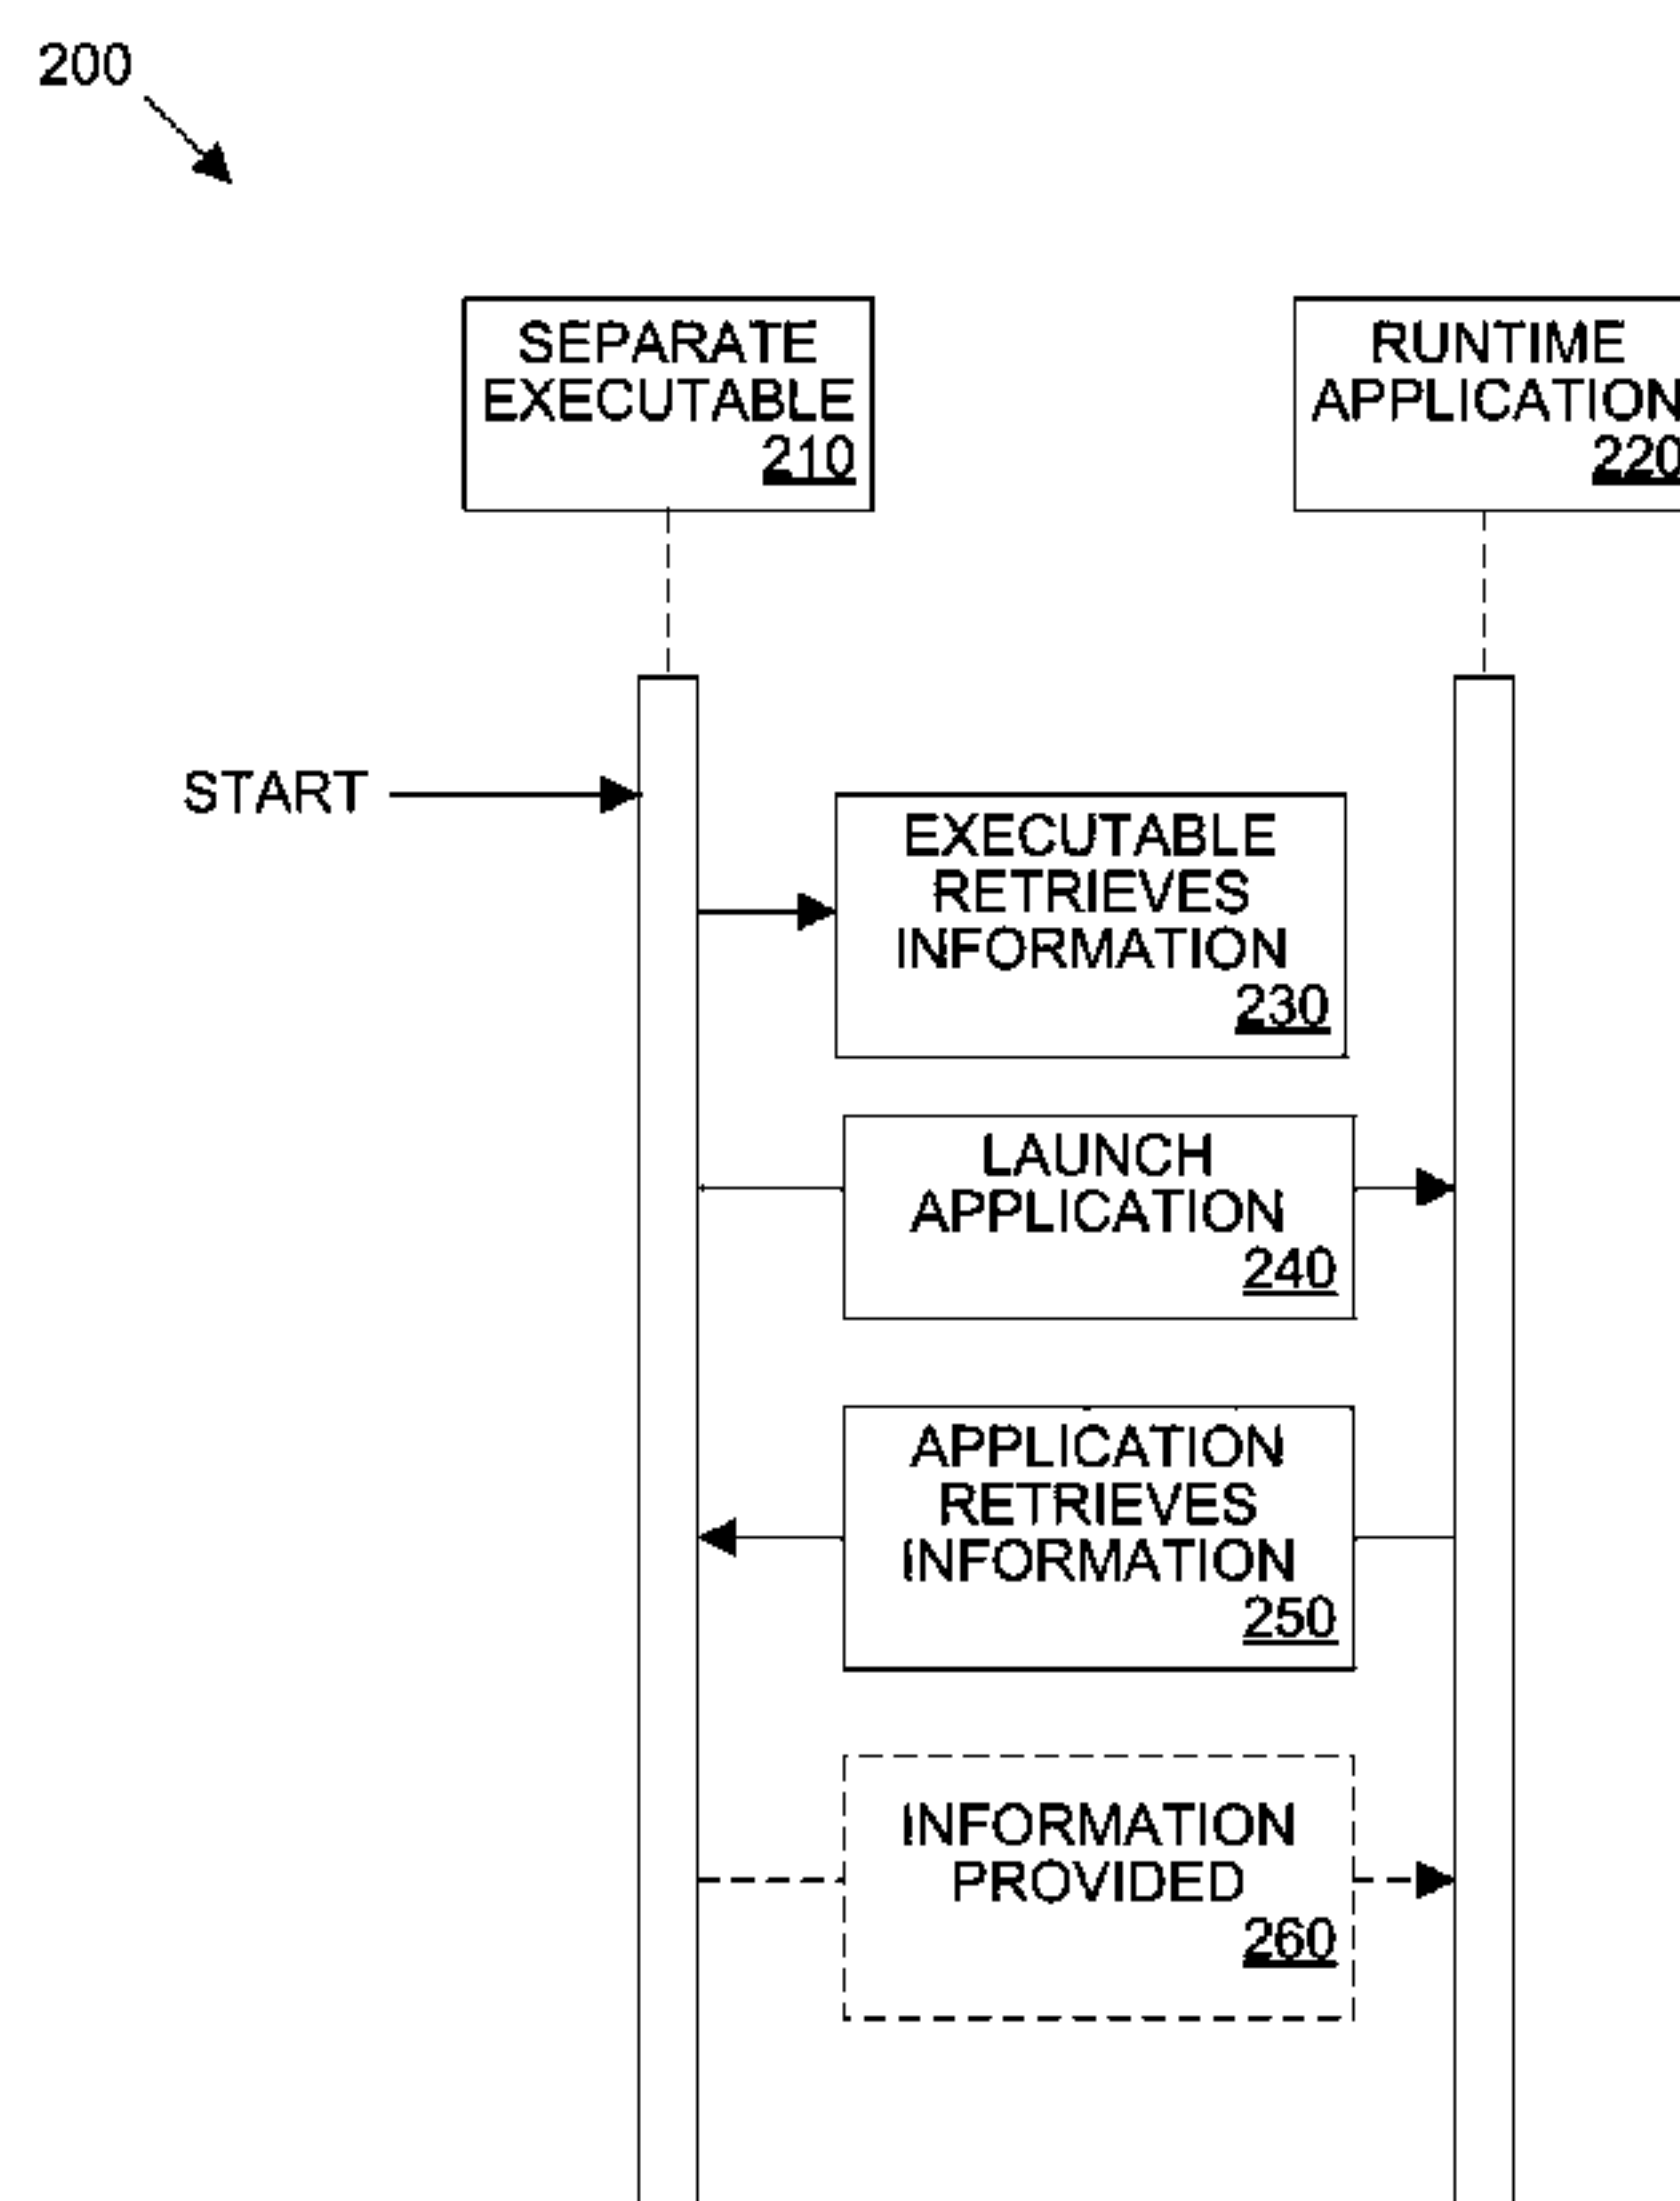 200
SEPARATE
EXECUTABLE
210
RUNTIME
APPLICATION
220
START
EXECUTABLE
RETRIEVES
INFORMATION
230
LAUNCH
APPLICATION
240
APPLICATION
RETRIEVES
INFORMATION
250
INFORMATION
PROVIDED
260